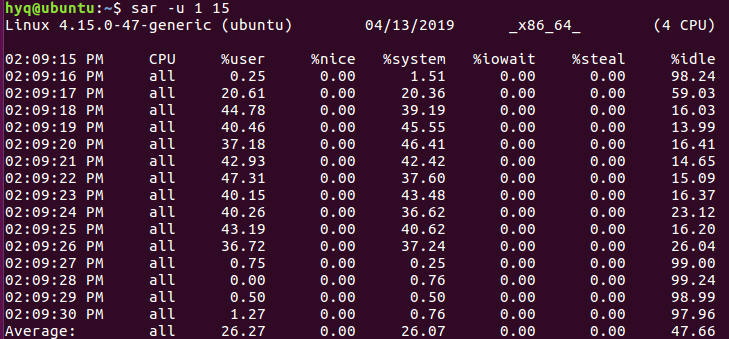 hyq@ubuntu:~$ sar -u 1 15
Linux 4.15.0-47-generic (ubuntu) 04/13/2019 _x86_64_ (4 CPU)
02:09:15 PM CPU %user %nice %system %iowait %steal %idle
02:09:16 PM all 0.25 0.00 1.51 0.00 0.00 98.24
02:09:17 PM all 20.61 0.00 20.36 0.00 0.00 59.03
02:09:18 PM all 44.78 0.00 39.19 0.00 0.00 16.03
02:09:19 PM all 40.46 0.00 45.55 0.00 0.00 13.99
02:09:20 PM all 37.18 0.00 46.41 0.00 0.00 16.41
02:09:21 PM all 42.93 0.00 42.42 0.00 0.00 14.65
02:09:22 PM all 47.31 0.00 37.60 0.00 0.00 15.09
02:09:23 PM all 40.15 0.00 43.48 0.00 0.00 16.37
02:09:24 PM all 40.26 0.00 36.62 0.00 0.00 23.12
02:09:25 PM all 43.19 0.00 40.62 0.00 0.00 16.20
02:09:26 PM all 36.72 0.00 37.24 0.00 0.00 26.04
02:09:27 PM all 0.75 0.00 0.25 0.00 0.00 99.00
02:09:28 PM all 0.00 0.00 0.76 0.00 0.00 99.24
02:09:29 PM all 0.50 0.00 0.50 0.00 0.00 98.99
02:09:30 PM all 1.27 0.00 0.76 0.00 0.00 97.96
Average: all 26.27 0.00 26.07 0.00 0.00 47.66